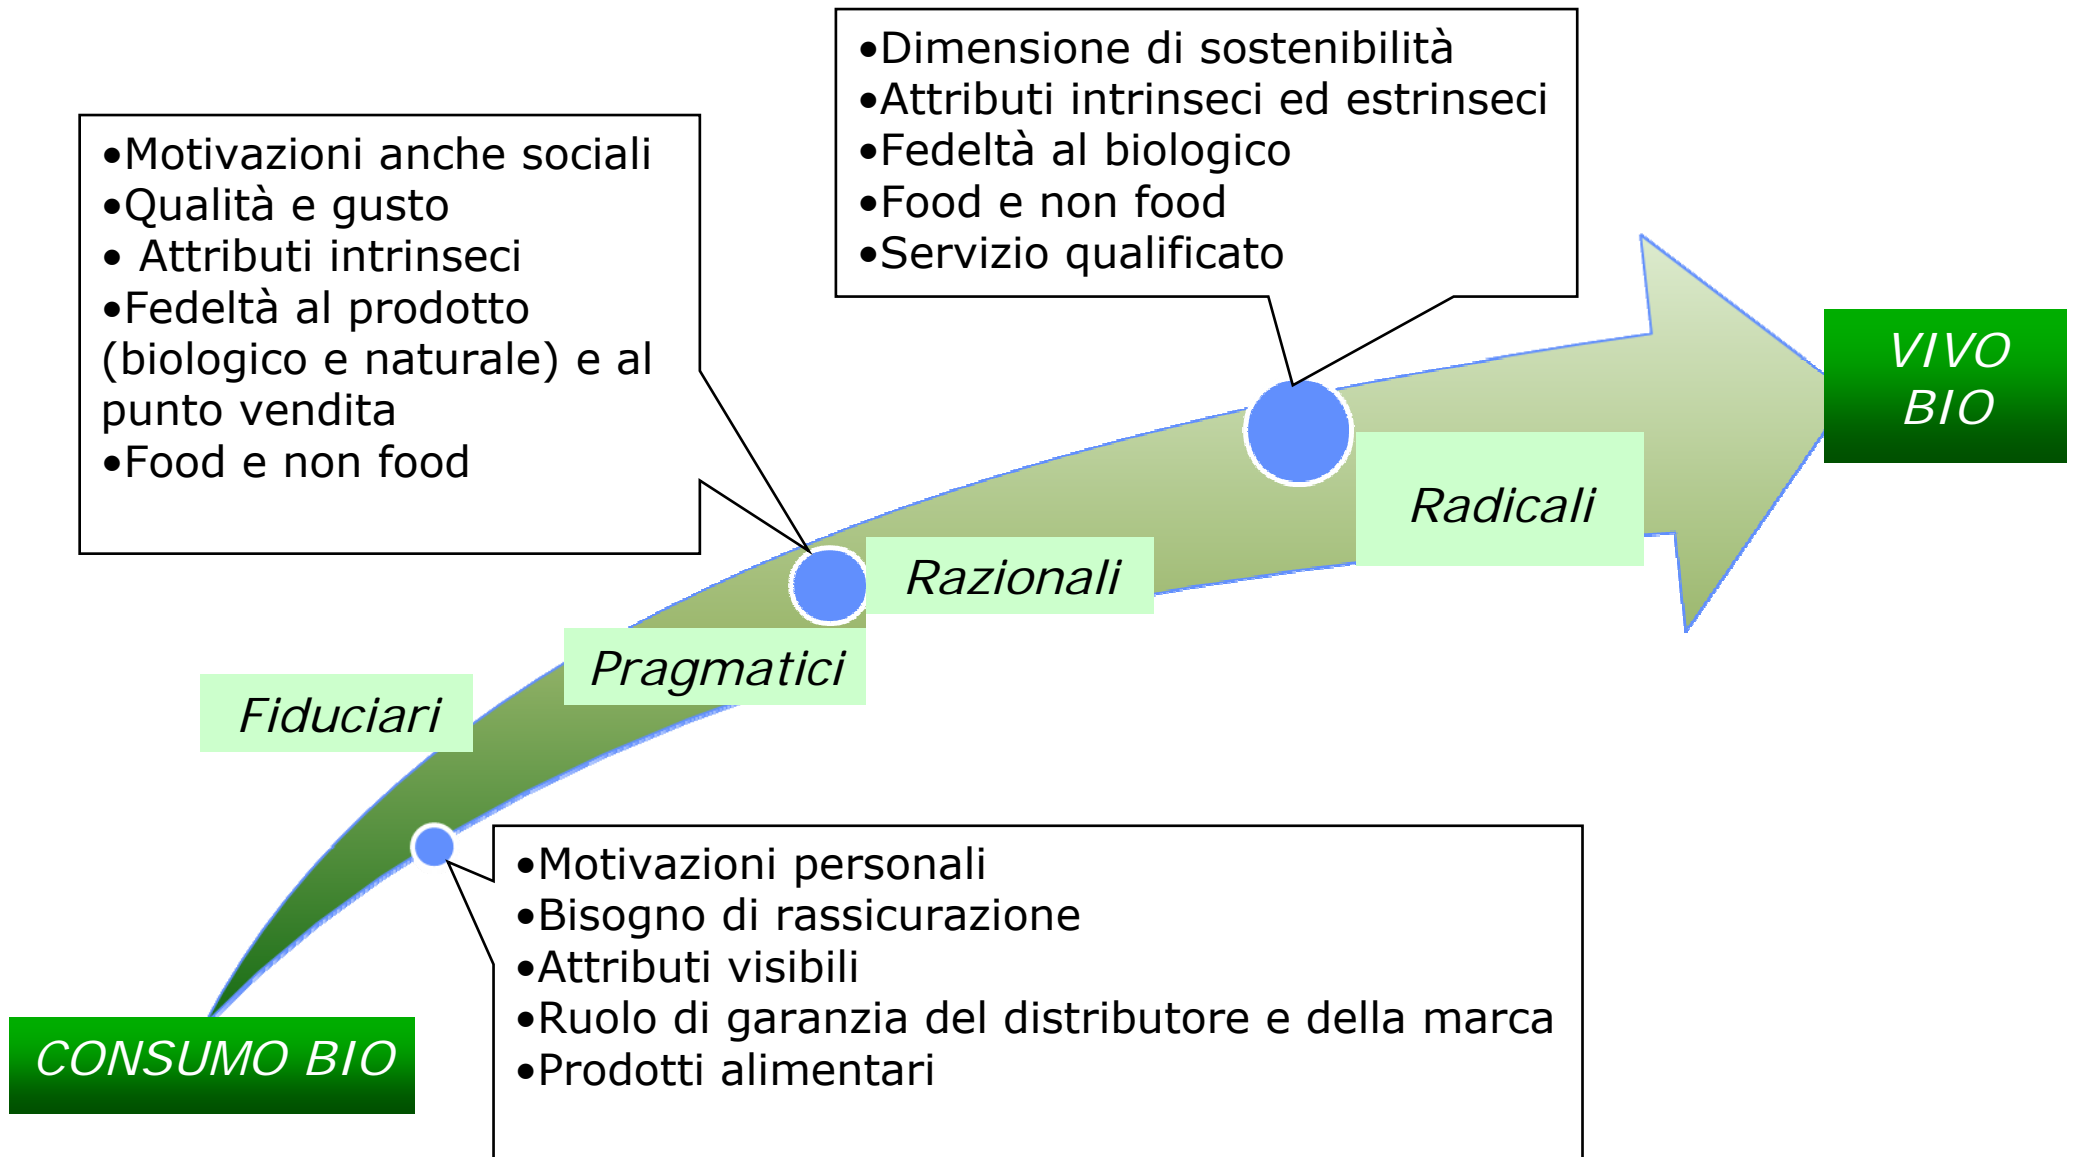 •Dimensione di sostenibilità
•Attributi intrinseci ed estrinseci
•Fedeltà al biologico
•Food e non food
•Servizio qualificato
•Motivazioni anche sociali
•Qualità e gusto
• Attributi intrinseci
•Fedeltà al prodotto
(biologico e naturale) e al
punto vendita
•Food e non food
VIVO
BIO
Radicali
Razionali
Pragmatici
Fiduciari
•Motivazioni personali
•Bisogno di rassicurazione
•Attributi visibili
•Ruolo di garanzia del distributore e della marca
•Prodotti alimentari
CONSUMO BIO